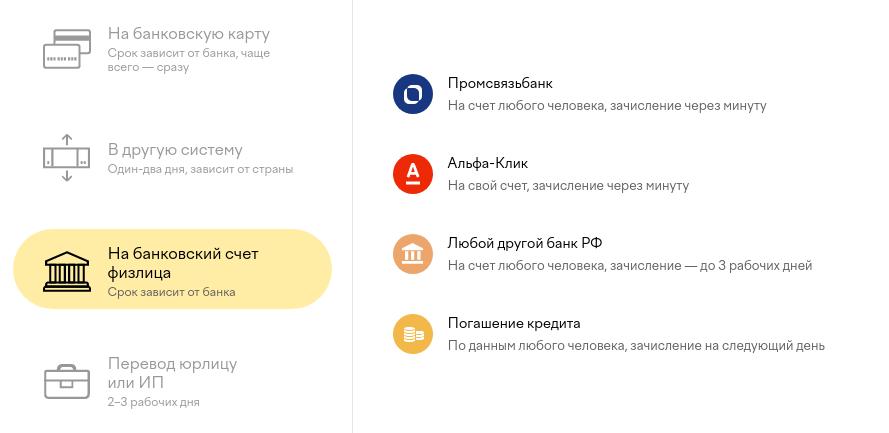 На банковскую карту
Срок зависит от банка, чаще
всего — сразу
В другую систему
Один-два дня, зависит от страны
На банковский счет
физлица
Срок зависит от банка
Перевод юрлицу
или ИП
2–3 рабочих дня
Промсвязьбанк
На счет любого человека, зачисление через минуту
А
Альфа-Клик
На свой счет, зачисление через минуту
Любой другой банк РФ
На счет любого человека, зачисление — до 3 рабочих дней
Погашение кредита
По данным любого человека, зачисление на следующий день